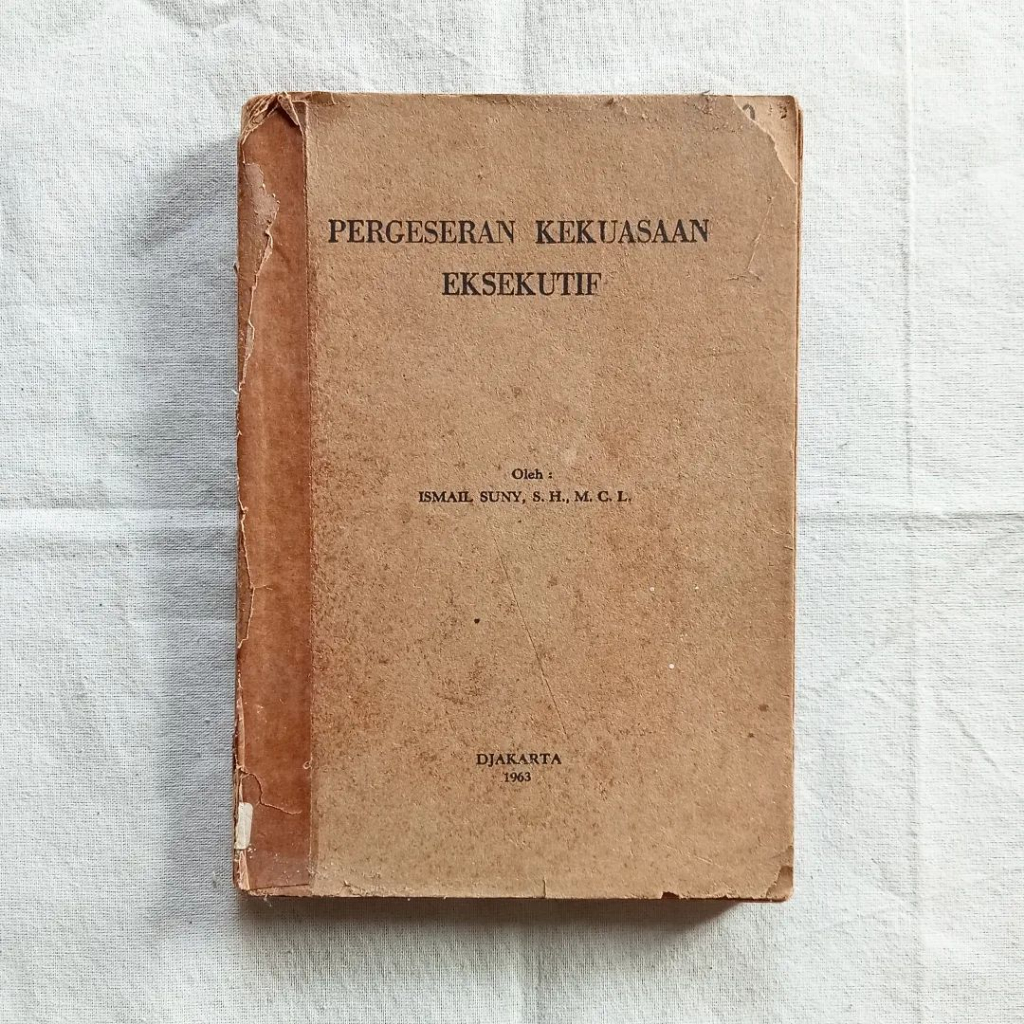 PERGESERAN KEKUASAAN
EKSEKUTIF
Oleh :
ISMAIL SUNY, S. H., M. C. L.
DJAKARTA
1963